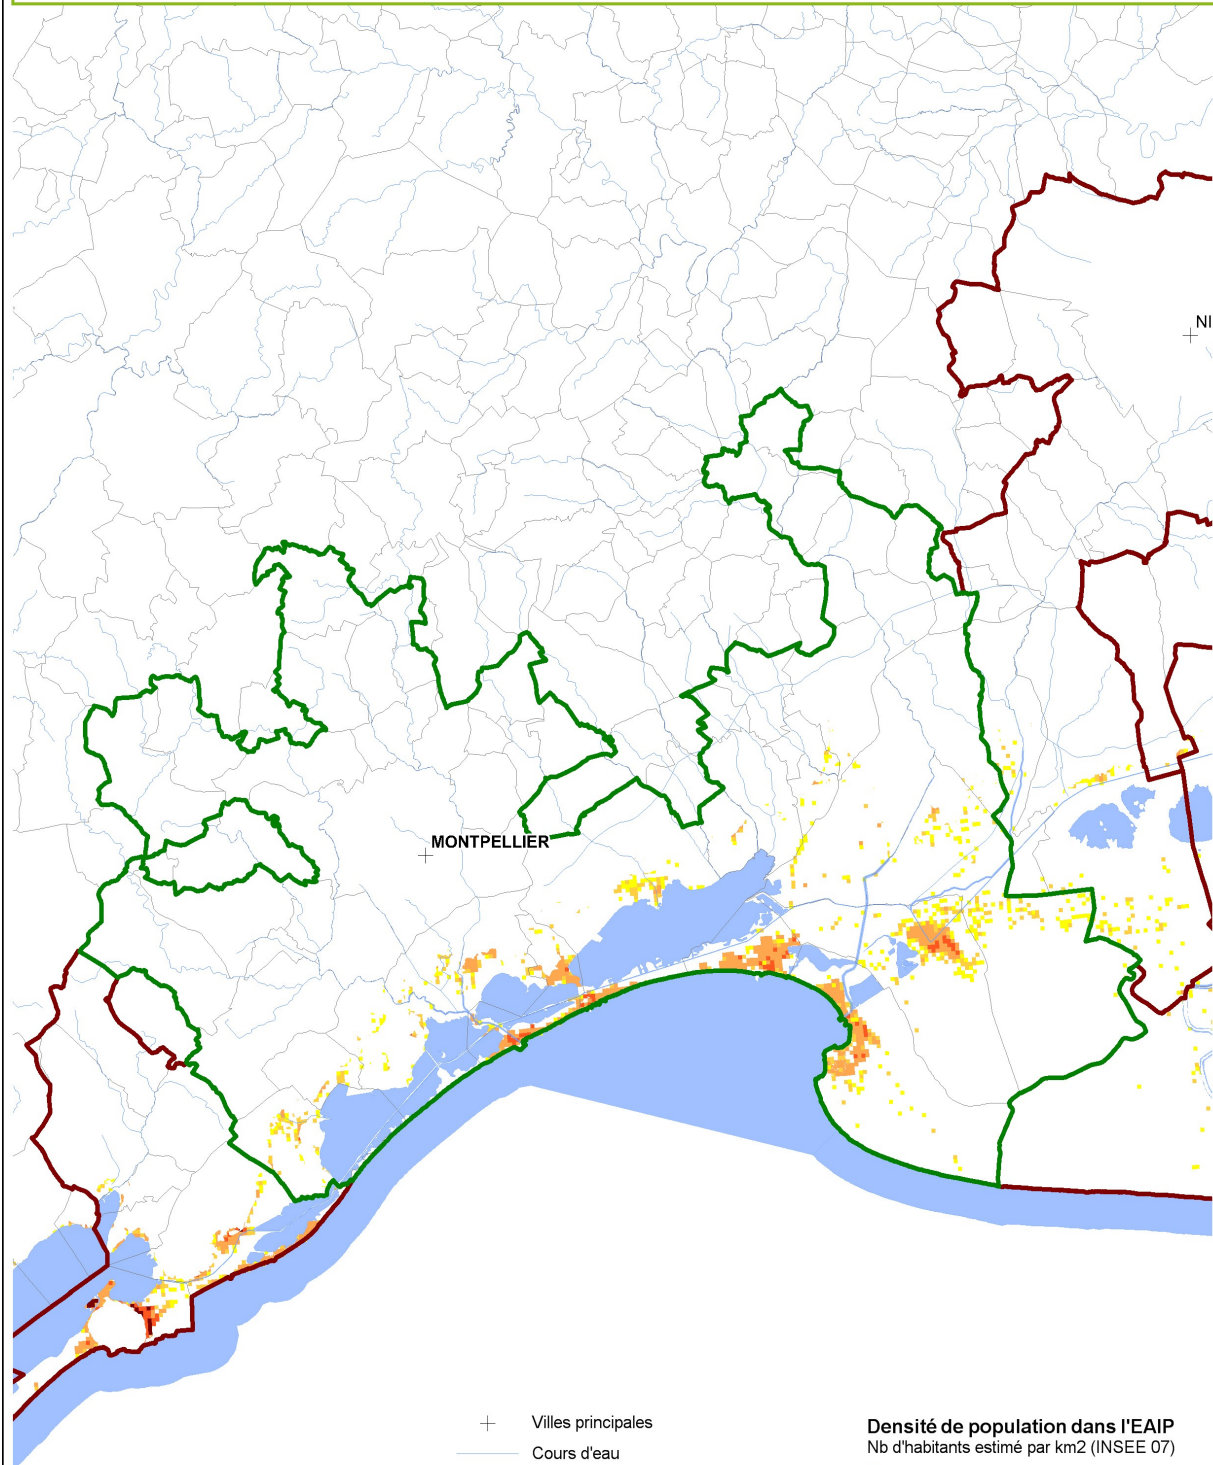 NI
MONTPELLIER
Villes principales
Cours d'eau
Densité de population dans l'EAIP
Nb d'habitants estimé par km2 (INSEE 07)